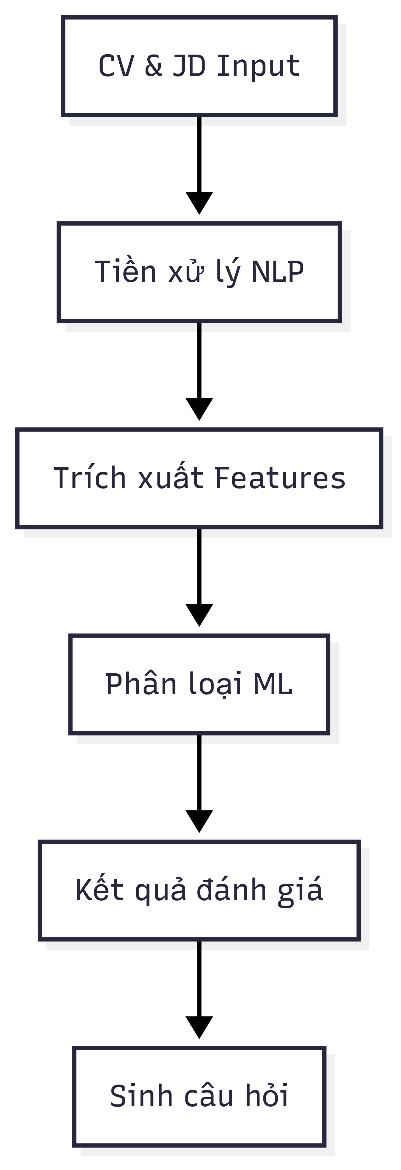 CV & JD Input
Tiền xử lý NLP
Trích xuất Features
Phân loại ML
Kết quả đánh giá
Sinh câu hỏi